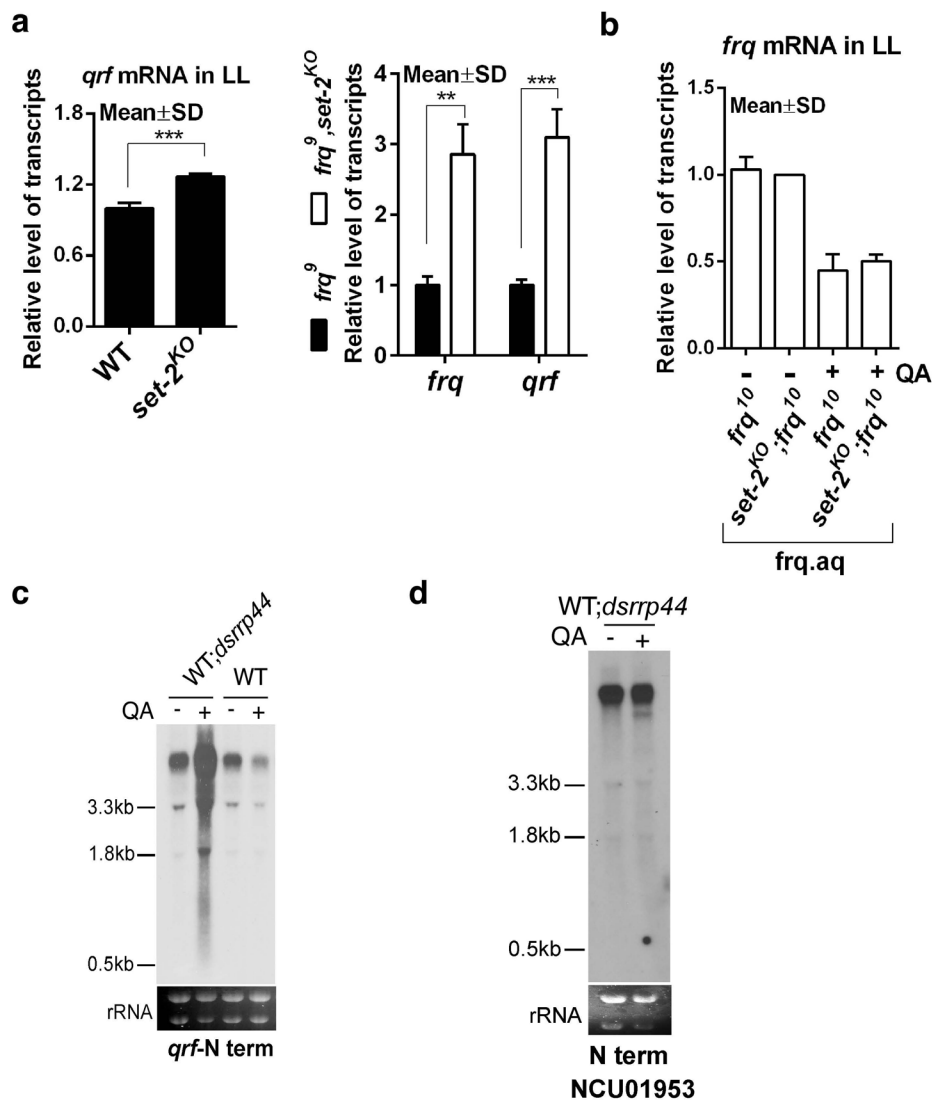 a
qrf mRNA in LL
Mean±SD
***
Relative level of transcripts
1.8
1.2
0.6
0.0
WT
set-2KO
frq9
frq9,set-2KO
Relative level of transcripts
Mean±SD
**
***
4
3
2
1
0
frq
qrf
b
frq mRNA in LL
Mean±SD
Relative level of transcripts
1.5
1.0
0.5
0.0
- - + + QA
frq10
set-2KO;frq10
frq10
set-2KO;frq10
frq.aq
c
WT;dsrrp44
WT
QA - + - +
3.3kb
1.8kb
0.5kb
rRNA
qrf-N term
d
WT;dsrrp44
QA - +
3.3kb
1.8kb
0.5kb
rRNA
N term
NCU01953